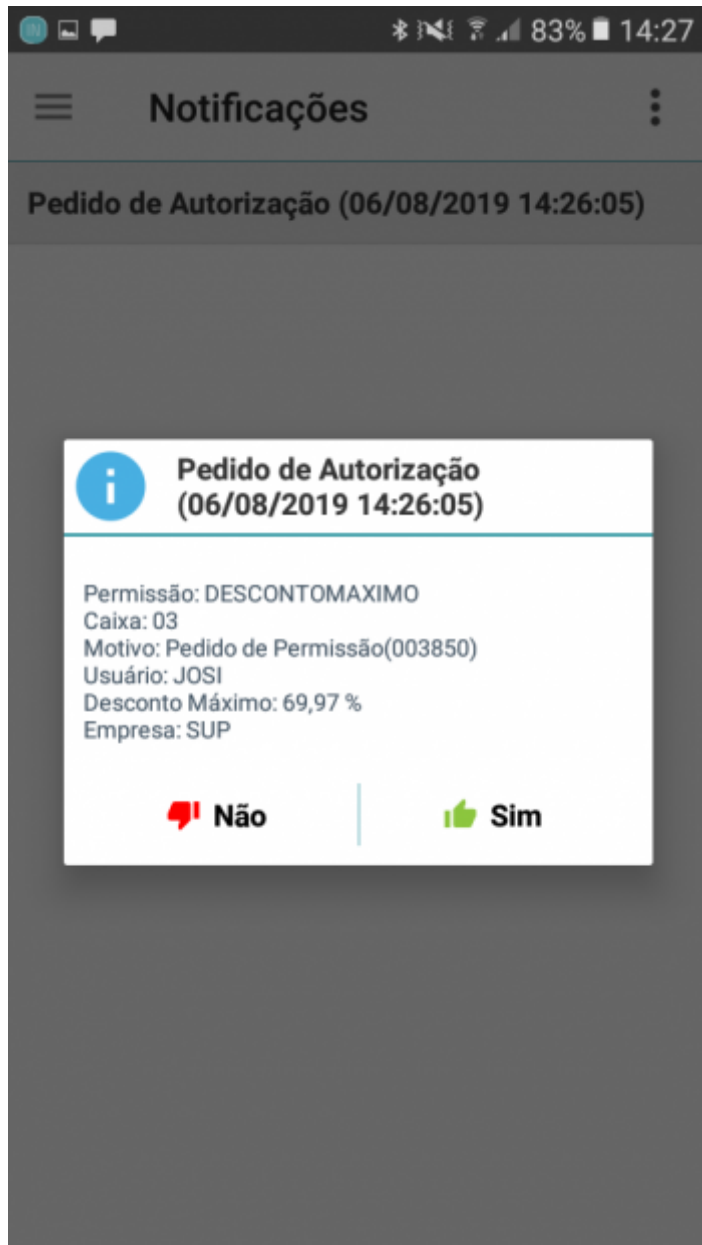 IN
83% 14:27
Notificações
Pedido de Autorização (06/08/2019 14:26:05)
Pedido de Autorização
(06/08/2019 14:26:05)
Permissão: DESCONTOMAXIMO
Caixa: 03
Motivo: Pedido de Permissão(003850)
Usuário: JOSI
Desconto Máximo: 69,97 %
Empresa: SUP
Não Sim